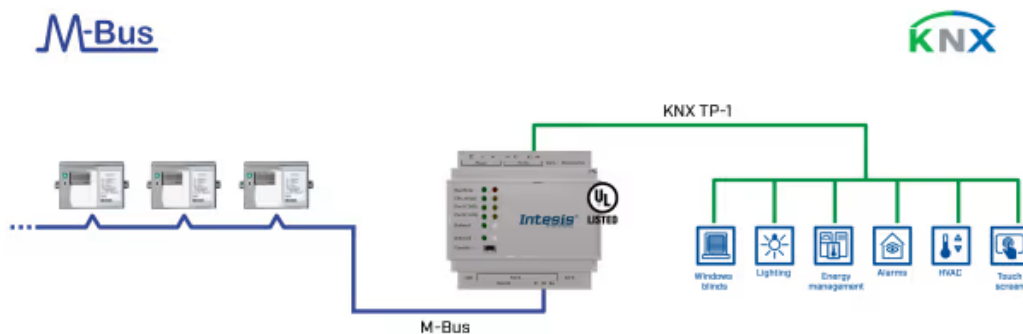 M-Bus
KNX
KNX TP-1
Intesis
UL
LISTED
Windows
blinds
Lighting
Energy
management
Alarms
HVAC
Touch
screen
M-Bus